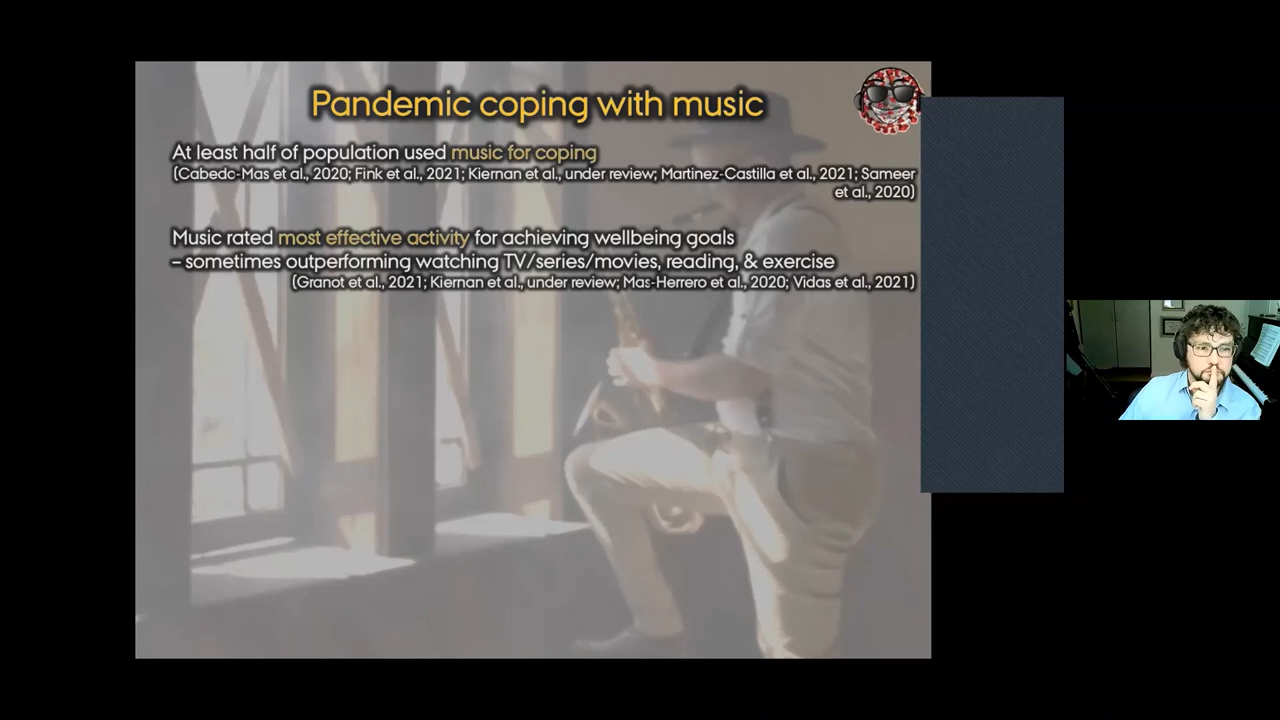 Pandemic coping with music
At least half of population used music for coping
(Cabedc-Mas et al., 2020; Fink et al., 2021; Kiernan et al., under review; Martinez-Castilla et al., 2021; Sameer
et al., 2020)
Music rated most effective activity for achieving wellbeing goals
– sometimes outperforming watching TV/series/movies, reading, & exercise
(Granot et al., 2021; Kiernan et al., under review; Mas-Herrero et al., 2020; Vidas et al., 2021)